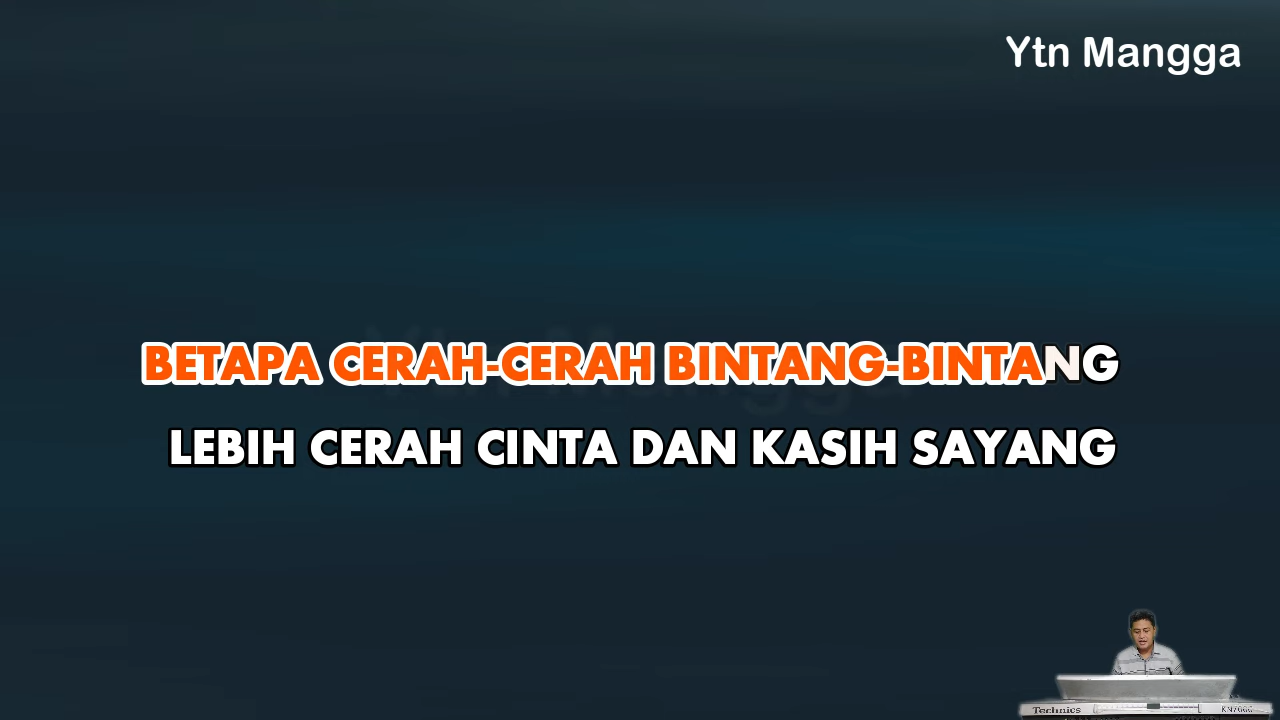 Ytn Mangga
BETAPA CERAH-CERAH BINTANG-BINTANG
LEBIH CERAH CINTA DAN KASIH SAYANG
Technics